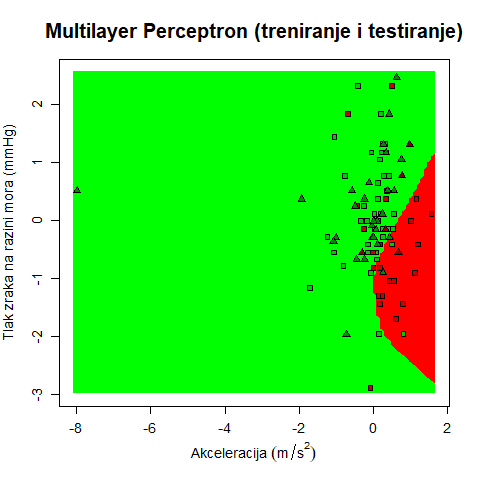 Multilayer Perceptron (treniranje i testiranje)
Tlak zraka na razini mora (mmHg)
2
1
0
-1
-2
-3
-8 -6 -4 -2 0 2
Akceleracija (m/s²)